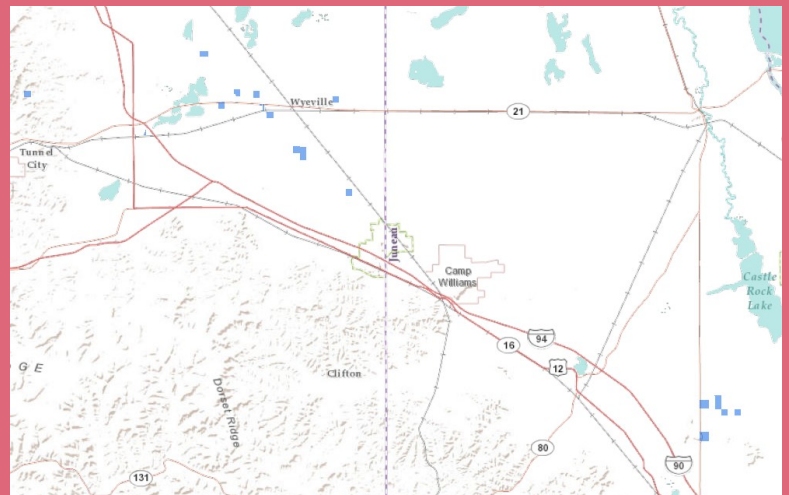 Wyeville
21
Tunnel
City
Juneau
Camp
Williams
Castle
Rock
Lake
94
16
12
G E
Clifton
Dorset Ridge
80
90
131